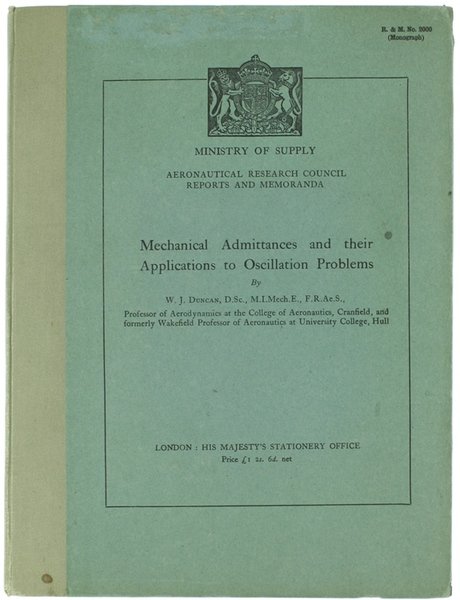 R. & M. No. 2000
(Monograph)
MINISTRY OF SUPPLY
AERONAUTICAL RESEARCH COUNCIL
REPORTS AND MEMORANDA
Mechanical Admittances and their
Applications to Oscillation Problems
By
W. J. DUNCAN, D.Sc., M.I.Mech.E., F.R.Ae.S.,
Professor of Aerodynamics at the College of Aeronautics, Cranfield, and
formerly Wakefield Professor of Aeronautics at University College, Hull
LONDON : HIS MAJESTY'S STATIONERY OFFICE
Price £1 2s. 6d. net